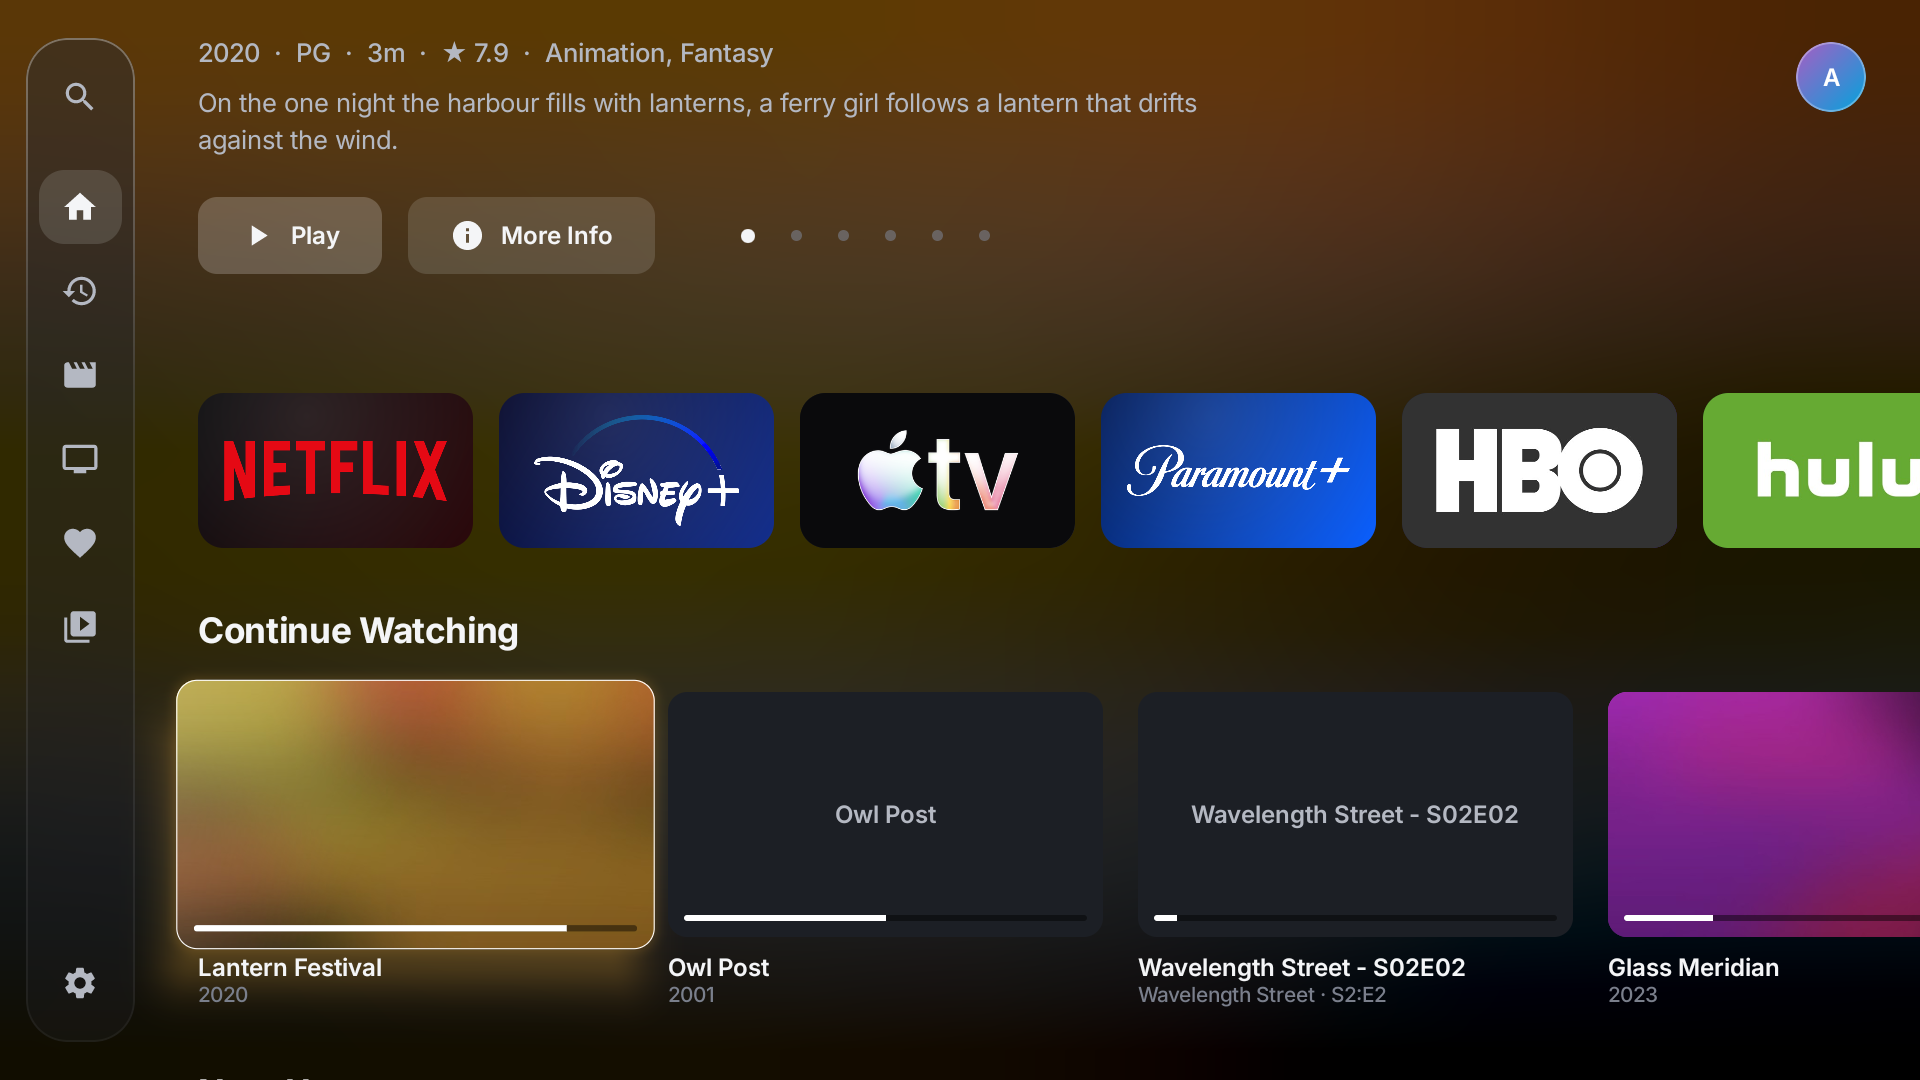 2020 · PG · 3m · ★ 7.9 · Animation, Fantasy
A
On the one night the harbour fills with lanterns, a ferry girl follows a lantern that drifts
against the wind.
Play
More Info
NETFLIX
Disney+
tv
Paramount+
HBO
hulu
Continue Watching
Owl Post
Wavelength Street - S02E02
Lantern Festival
2020
Owl Post
2001
Wavelength Street - S02E02
Wavelength Street · S2:E2
Glass Meridian
2023